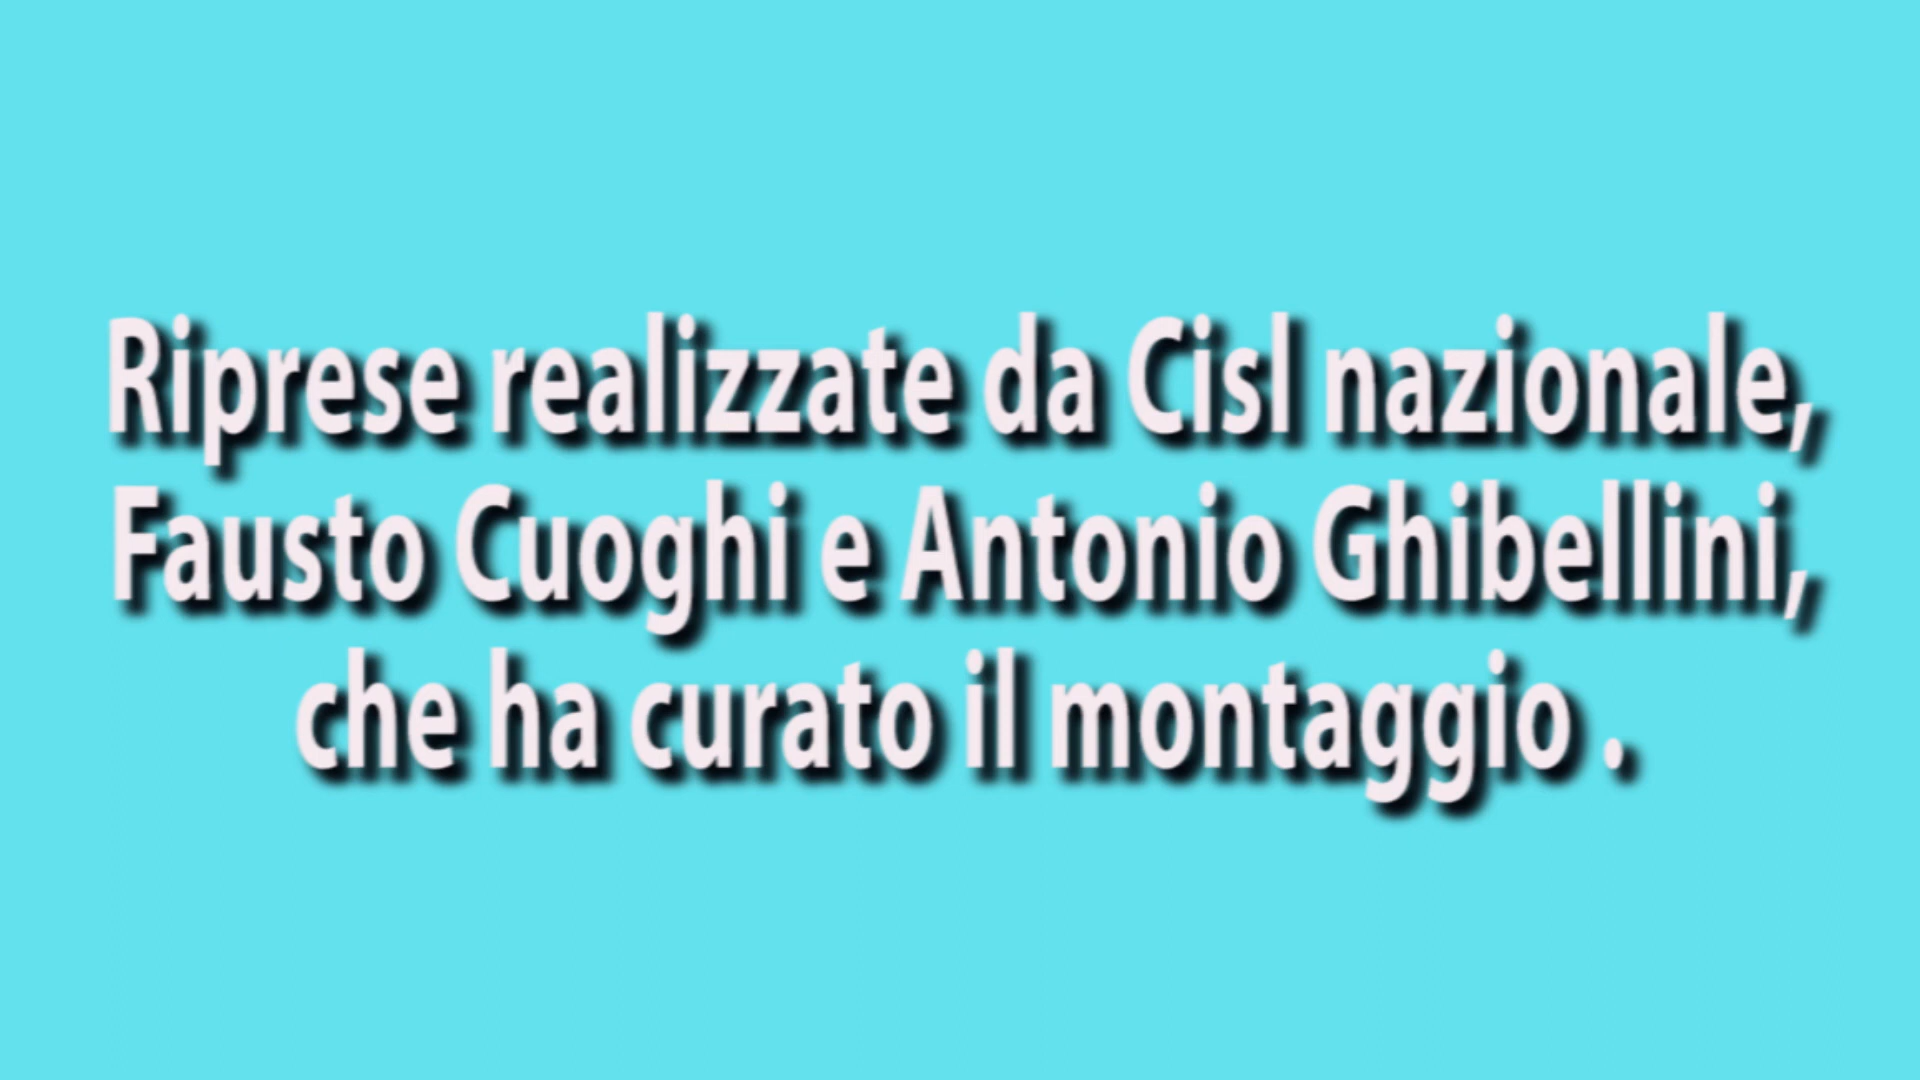 Riprese realizzate da Cisl nazionale,
Fausto Cuoghi e Antonio Ghibellini,
che ha curato il montaggio .